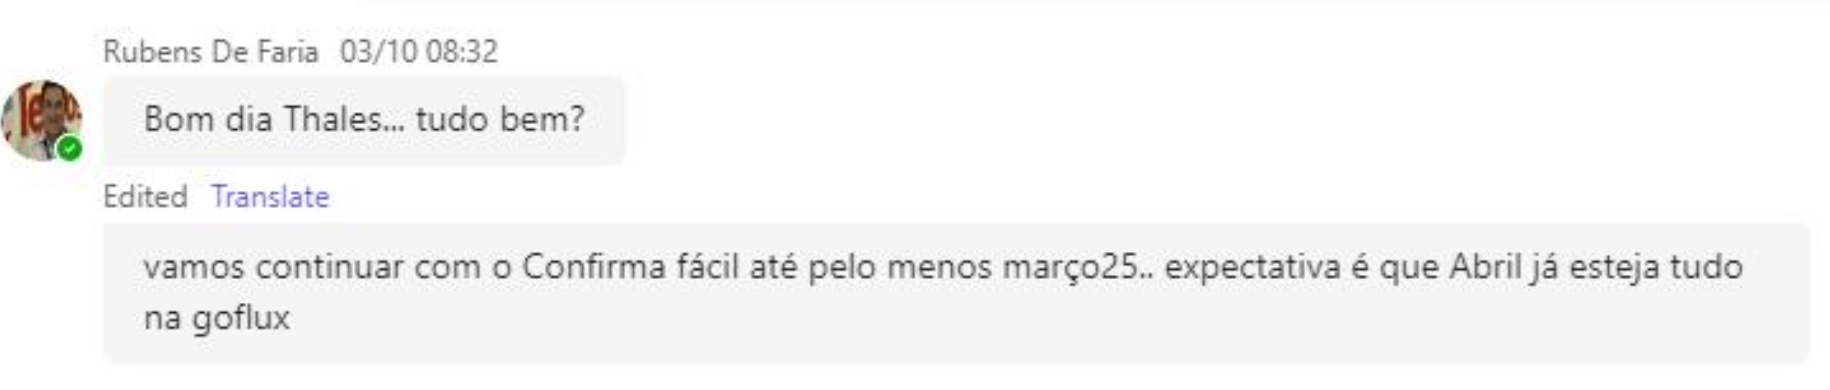 Rubens De Faria 03/10 08:32
Bom dia Thales... tudo bem?
Edited Translate
vamos continuar com o Confirma fácil até pelo menos março25.. expectativa é que Abril já esteja tudo
na goflux